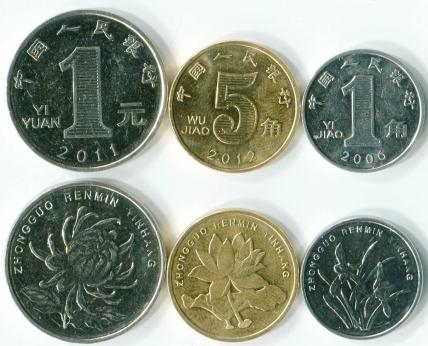 中国人民银行
YI
YUAN
1
元
2011
中国人民银行
WU
JIAO
5
角
2012
中国人民银行
YI
JIAO
1
角
2006
ZHONGGUO RENMIN YINHANG
ZHONGGUO RENMIN YINHANG
ZHONGGUO RENMIN YINHANG